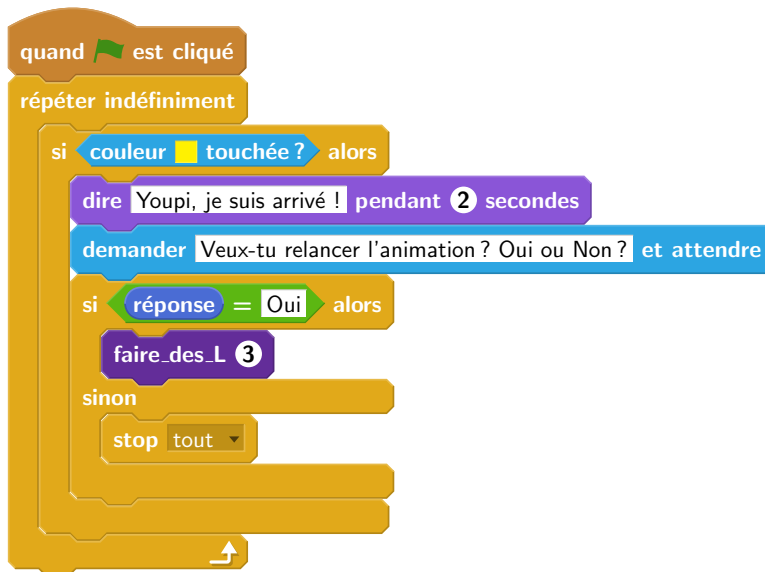 quand est cliqué
répéter indéfiniment
si couleur touchée ? alors
dire Youpi, je suis arrivé ! pendant 2 secondes
demander Veux-tu relancer l'animation ? Oui ou Non ? et attendre
si réponse = Oui alors
faire_des_L 3
sinon
stop tout